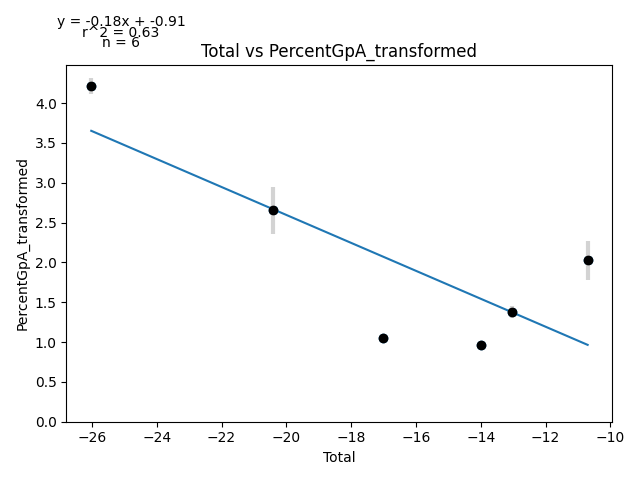 y = -0.18x + -0.91
r^2 = 0.63
n = 6
Total vs PercentGpA_transformed
PercentGpA_transformed
4.0
3.5
3.0
2.5
2.0
1.5
1.0
0.5
0.0
−26 −24 −22 −20 −18 −16 −14 −12 −10
Total